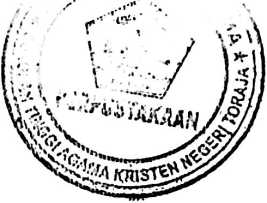 PERPUSTAKAAN
TINGGI AGAMA KRISTEN NEGERI TORAJA *